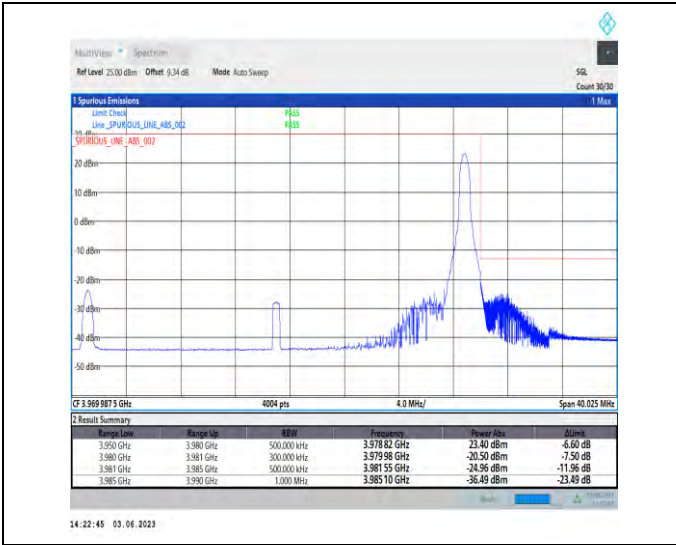 MultiView Spectrum
Ref Level 25.00 dBm Offset 9.34 dB Mode Auto Sweep SGL
Count 30/30
1 Spurious Emissions 1 Max
Limit Check PASS
Line _SPURIOUS_LINE_ABS_002 PASS
_SPURIOUS_LINE_ABS_002
20 dBm
10 dBm
0 dBm
-10 dBm
-20 dBm
-30 dBm
-40 dBm
-50 dBm
CF 3.969 987 5 GHz 4004 pts 4.0 MHz/ Span 40.025 MHz
2 Result Summary
Range Low Range Up RBW Frequency Power Abs ΔLimit
3.950 GHz 3.980 GHz 500.000 kHz 3.978 82 GHz 23.40 dBm -6.60 dB
3.980 GHz 3.981 GHz 300.000 kHz 3.979 98 GHz -20.50 dBm -7.50 dB
3.981 GHz 3.985 GHz 500.000 kHz 3.981 55 GHz -24.96 dBm -11.96 dB
3.985 GHz 3.990 GHz 1.000 MHz 3.985 10 GHz -36.49 dBm -23.49 dB
14:22:45 03.06.2023